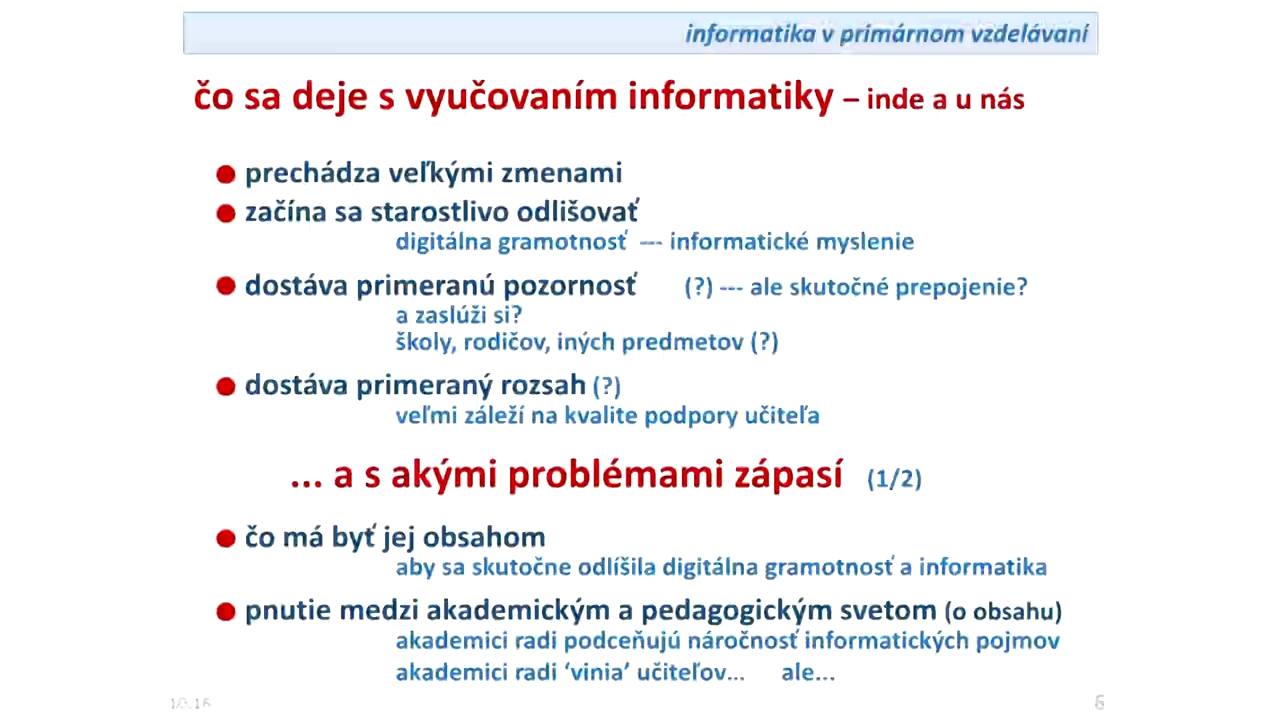 informatika v primárnom vzdelávaní
čo sa deje s vyučovaním informatiky – inde a u nás
● prechádza veľkými zmenami
● začína sa starostlivo odlišovať
digitálna gramotnosť --- informatické myslenie
● dostáva primeranú pozornosť (?) --- ale skutočné prepojenie?
a zaslúži si?
školy, rodičov, iných predmetov (?)
● dostáva primeraný rozsah (?)
veľmi záleží na kvalite podpory učiteľa
... a s akými problémami zápasí (1/2)
● čo má byť jej obsahom
aby sa skutočne odlíšila digitálna gramotnosť a informatika
● pnutie medzi akademickým a pedagogickým svetom (o obsahu)
akademici radi podceňujú náročnosť informatických pojmov
akademici radi ‘vinia’ učiteľov... ale...